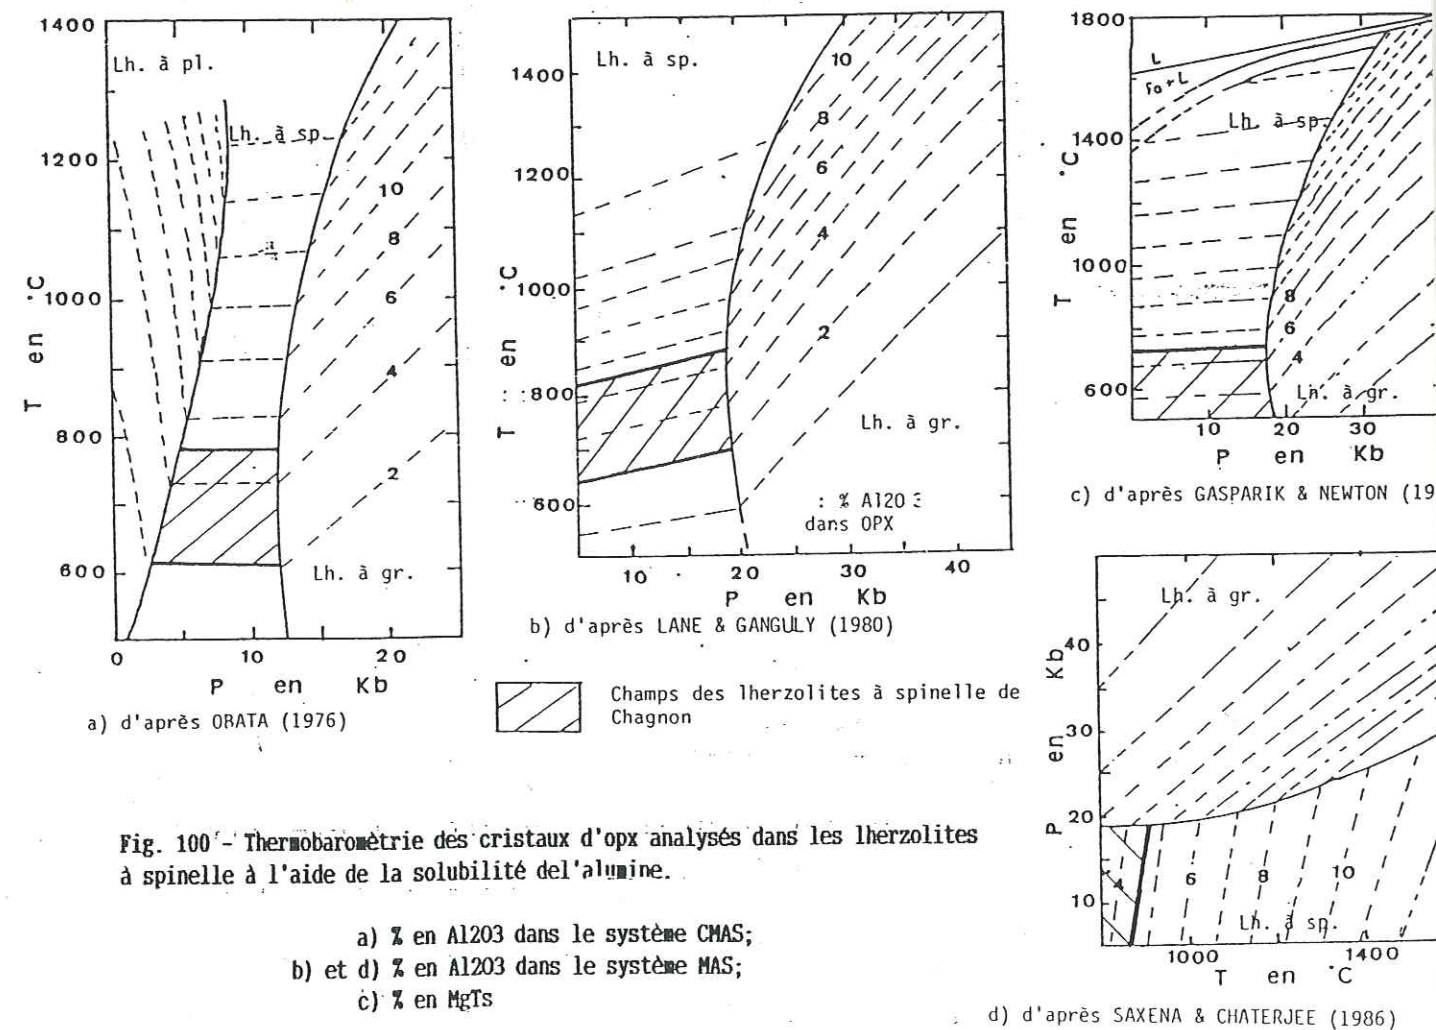 1400
1200
1000
800
600
T en °C
Lh. à pl.
Lh. à sp.
10
8
6
4
2
Lh. à gr.
0 10 20
P en Kb
a) d'après OBATA (1976)
1400
1200
1000
800
600
T en °C
Lh. à sp.
10
8
6
4
2
Lh. à gr.
: % Al2O3
dans OPX
10 20 30 40
P en Kb
b) d'après LANE & GANGULY (1980)
1800
1400
1000
600
T en °C
L
Fo+L
Lh. à sp.
8
6
4
Lh. à gr.
10 20 30
P en Kb
c) d'après GASPARIK & NEWTON (19
Champs des lherzolites à spinelle de
Chagnon
40
30
20
10
P en Kb
Lh. à gr.
4 6 8 10
Lh. à sp.
1000 1400
T en °C
d) d'après SAXENA & CHATERJEE (1986)
Fig. 100 - Thermobaromètrie des cristaux d'opx analysés dans les lherzolites
à spinelle à l'aide de la solubilité del'alumine.
a) % en Al2O3 dans le système CMAS;
b) et d) % en Al2O3 dans le système MAS;
c) % en MgTs